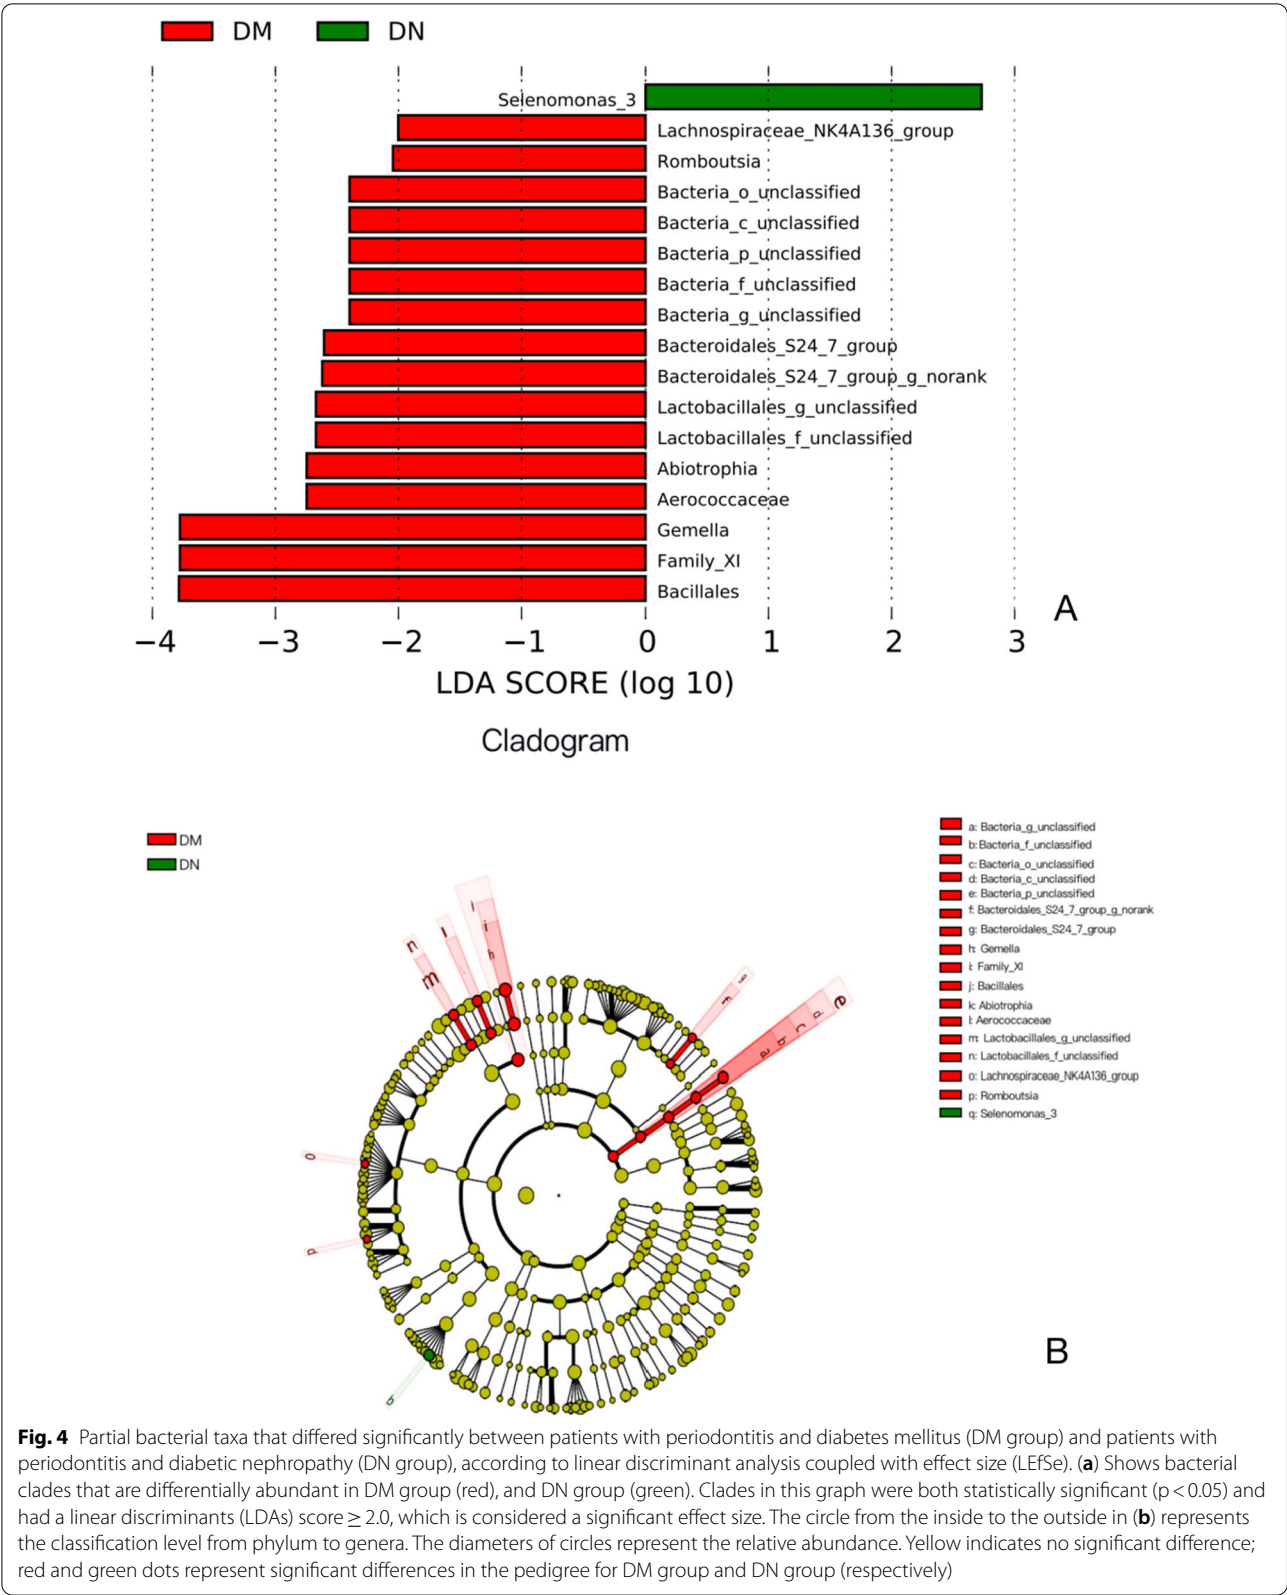 DM DN
Selenomonas_3
Lachnospiraceae_NK4A136_group
Romboutsia
Bacteria_o_unclassified
Bacteria_c_unclassified
Bacteria_p_unclassified
Bacteria_f_unclassified
Bacteria_g_unclassified
Bacteroidales_S24_7_group
Bacteroidales_S24_7_group_g_norank
Lactobacillales_g_unclassified
Lactobacillales_f_unclassified
Abiotrophia
Aerococcaceae
Gemella
Family_XI
Bacillales
A
−4 −3 −2 −1 0 1 2 3
LDA SCORE (log 10)
Cladogram
DM
DN
a: Bacteria_g_unclassified
b: Bacteria_f_unclassified
c: Bacteria_o_unclassified
d: Bacteria_c_unclassified
e: Bacteria_p_unclassified
f: Bacteroidales_S24_7_group_g_norank
g: Bacteroidales_S24_7_group
h: Gemella
i: Family_XI
j: Bacillales
k: Abiotrophia
l: Aerococcaceae
m: Lactobacillales_g_unclassified
n: Lactobacillales_f_unclassified
o: Lachnospiraceae_NK4A136_group
p: Romboutsia
q: Selenomonas_3
j
i
h
l
n
m
f
e
d
c
b
a
o
p
q
B
Fig. 4 Partial bacterial taxa that differed significantly between patients with periodontitis and diabetes mellitus (DM group) and patients with
periodontitis and diabetic nephropathy (DN group), according to linear discriminant analysis coupled with effect size (LEfSe). (a) Shows bacterial
clades that are differentially abundant in DM group (red), and DN group (green). Clades in this graph were both statistically significant (p < 0.05) and
had a linear discriminants (LDAs) score ≥ 2.0, which is considered a significant effect size. The circle from the inside to the outside in (b) represents
the classification level from phylum to genera. The diameters of circles represent the relative abundance. Yellow indicates no significant difference;
red and green dots represent significant differences in the pedigree for DM group and DN group (respectively)